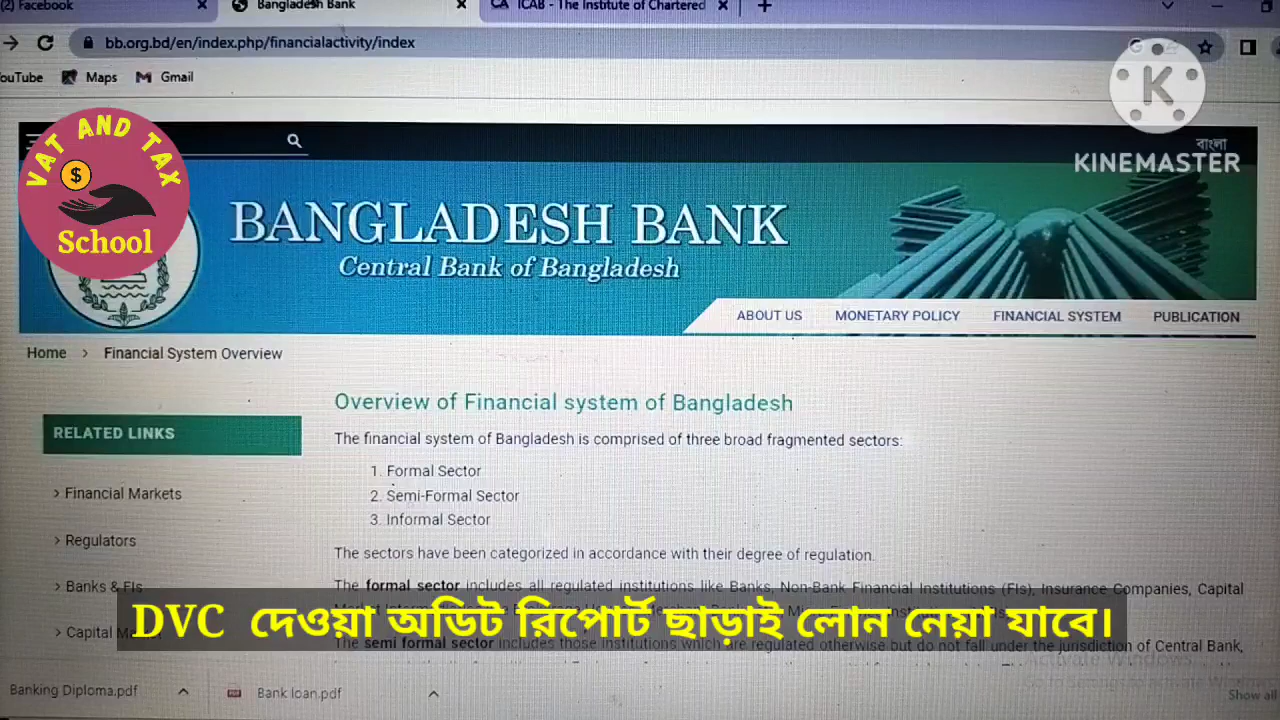 (2) Facebook
Bangladesh Bank
ICAB - The Institute of Chartered
bb.org.bd/en/index.php/financialactivity/index
YouTube
Maps
Gmail
K
KINEMASTER
বাংলা
VAT AND TAX
$
School
BANGLADESH BANK
Central Bank of Bangladesh
ABOUT US
MONETARY POLICY
FINANCIAL SYSTEM
PUBLICATION
Home > Financial System Overview
Overview of Financial system of Bangladesh
RELATED LINKS
The financial system of Bangladesh is comprised of three broad fragmented sectors:
1. Formal Sector
2. Semi-Formal Sector
3. Informal Sector
> Financial Markets
> Regulators
> Banks & FIs
> Capital
The sectors have been categorized in accordance with their degree of regulation.
The formal sector includes all regulated institutions like Banks, Non-Bank Financial Institutions (FIs), Insurance Companies, Capital
DVC দেওয়া অডিট রিপোর্ট ছাড়াই লোন নেয়া যাবে।
The semi formal sector includes those institutions which are regulated otherwise but do not fall under the jurisdiction of Central Bank,
Activate Windows
Go to Settings to activate Windows
Banking Diploma.pdf
Bank loan.pdf
Show all